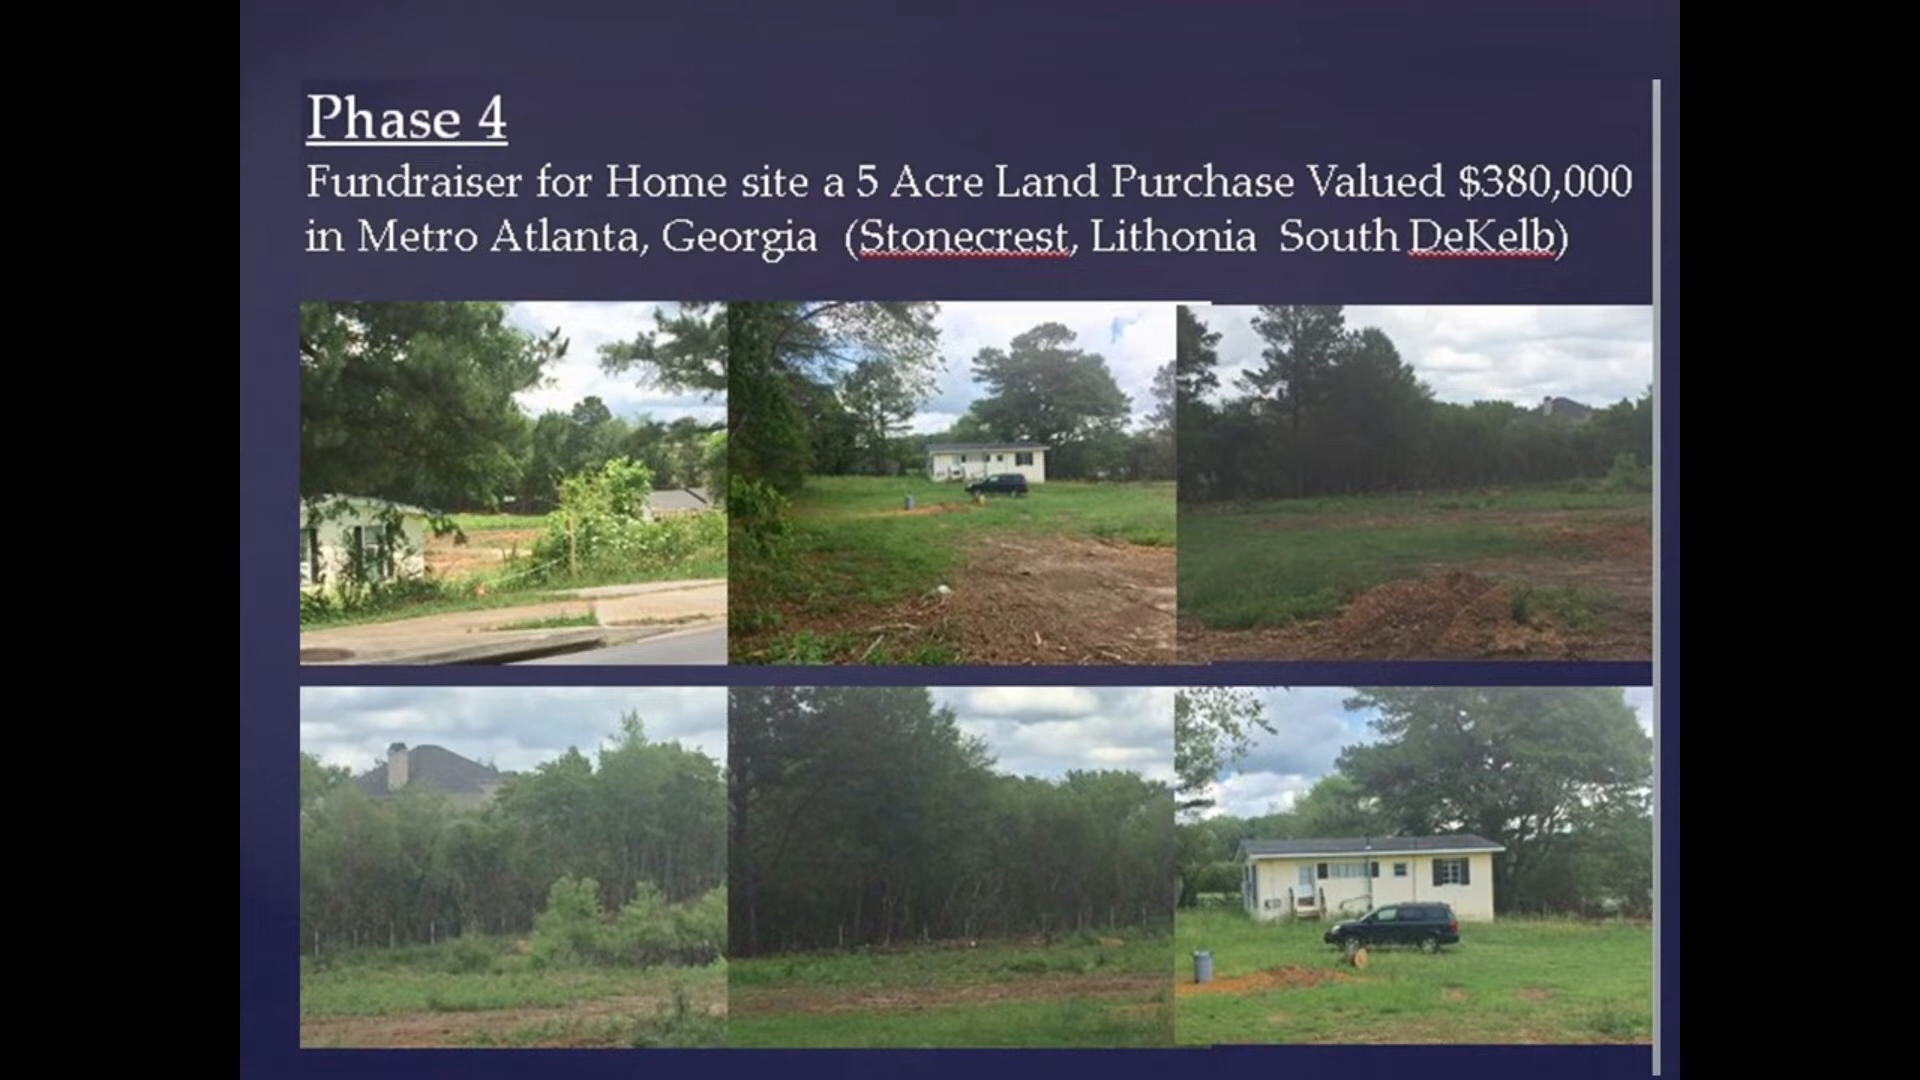 Phase 4
Fundraiser for Home site a 5 Acre Land Purchase Valued $380,000
in Metro Atlanta, Georgia (Stonecrest, Lithonia South DeKelb)